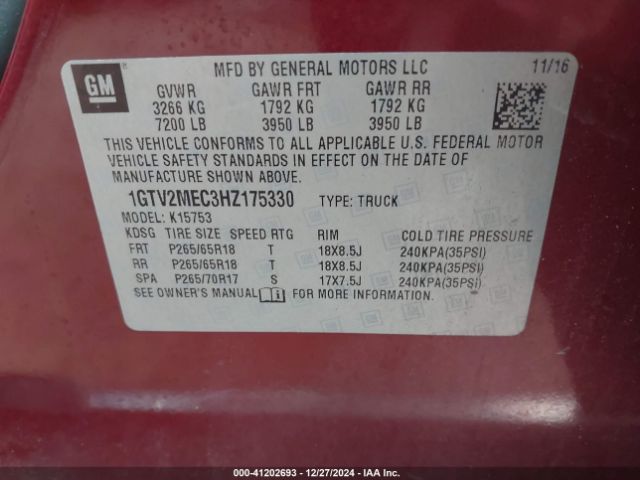 GM
MFD BY GENERAL MOTORS LLC 11/16
GVWR GAWR FRT GAWR RR
3266 KG 1792 KG 1792 KG
7200 LB 3950 LB 3950 LB
THIS VEHICLE CONFORMS TO ALL APPLICABLE U.S. FEDERAL MOTOR
VEHICLE SAFETY STANDARDS IN EFFECT ON THE DATE OF
MANUFACTURE SHOWN ABOVE.
1GTV2MEC3HZ175330 TYPE: TRUCK
MODEL: K15753
KDSG TIRE SIZE SPEED RTG RIM COLD TIRE PRESSURE
FRT P265/65R18 T 18X8.5J 240KPA(35PSI)
RR P265/65R18 T 18X8.5J 240KPA(35PSI)
SPA P265/70R17 S 17X7.5J 240KPA(35PSI)
SEE OWNER'S MANUAL i FOR MORE INFORMATION.
© IAA - #: 41202693 - 12/27/2024 - IAAI.COM